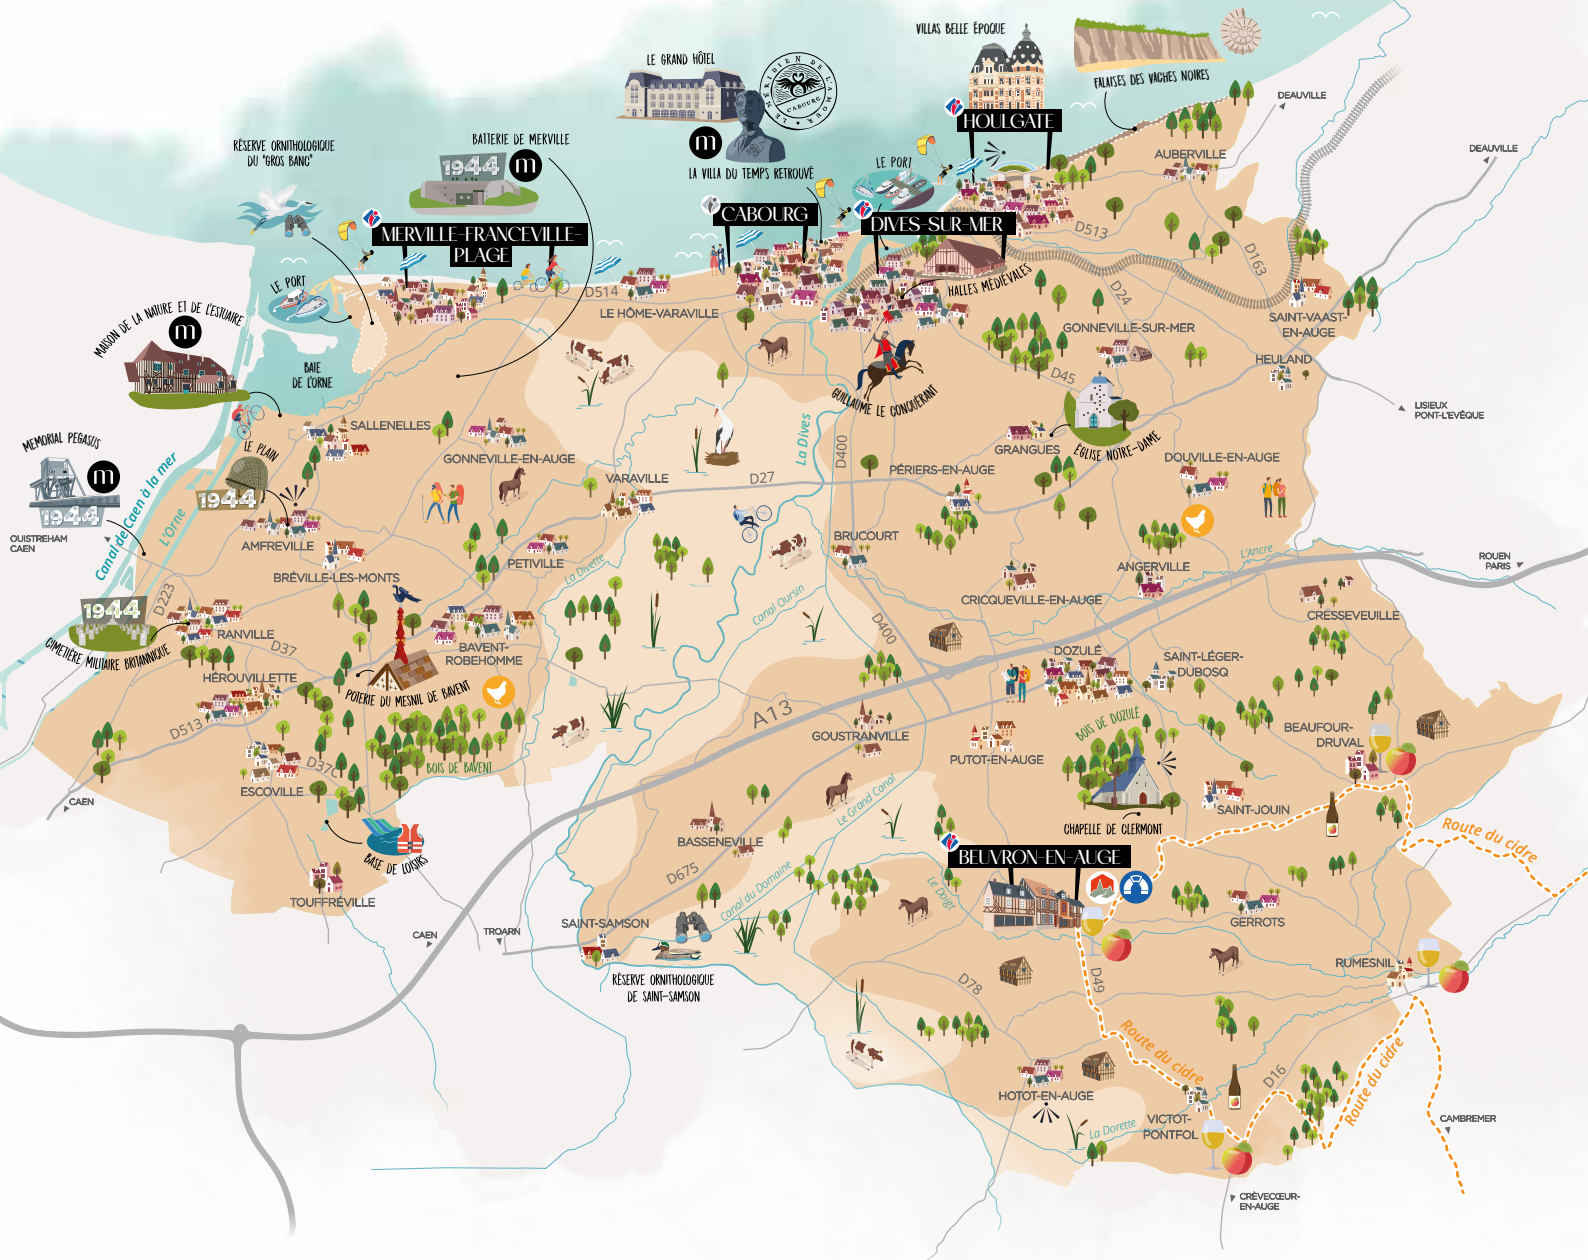 VILLAS BELLE ÉPOQUE
LE GRAND HÔTEL
LE MÉRIDIEN DE L'AMOUR
CABOURG
FALAISES DES VACHES NOIRES
DEAUVILLE
HOULGATE
m
LA VILLA DU TEMPS RETROUVÉ
LE PORT
AUBERVILLE
DEAUVILLE
BATTERIE DE MERVILLE
1944
m
RÉSERVE ORNITHOLOGIQUE
DU "GROS BANC"
CABOURG
DIVES-SUR-MER
D513
D163
MERVILLE-FRANCEVILLE-
PLAGE
LE PORT
D514
LE HÔME-VARAVILLE
HALLES MÉDIÉVALES
D24
SAINT-VAAST-
EN-AUGE
GONNEVILLE-SUR-MER
HEULAND
MAISON DE LA NATURE ET DE L'ESTUAIRE
m
BAIE
DE L'ORNE
D45
GUILLAUME LE CONQUÉRANT
LISIEUX
PONT-L'EVÊQUE
SALLENELLES
GONNEVILLE-EN-AUGE
La Dives
D400
GRANGUES
ÉGLISE NOTRE-DAME
DOUVILLE-EN-AUGE
MEMORIAL PEGASUS
m
1944
LE PLAIN
1944
Canal de Caen à la mer
L'Orne
OUISTREHAM
CAEN
VARAVILLE
D27
PÉRIERS-EN-AUGE
AMFREVILLE
BRÉVILLE-LES-MONTS
PETIVILLE
La Divette
BRUCOURT
L'Ancre
ROUEN
PARIS
ANGERVILLE
CRICQUEVILLE-EN-AUGE
Canal Oursin
D400
CRESSEVEUILLE
1944
D223
RANVILLE
CIMETIÈRE MILITAIRE BRITANNIQUE
D37
BAVENT-
ROBEHOMME
POTERIE DU MESNIL DE BAVENT
HÉROUVILLETTE
D513
DOZULÉ
SAINT-LÉGER-
DUBOSQ
A13
GOUSTRANVILLE
BOIS DE DOZULÉ
BEAUFOUR-
DRUVAL
PUTOT-EN-AUGE
BOIS DE BAVENT
D37C
ESCOVILLE
CAEN
Le Grand Canal
SAINT-JOUIN
CHAPELLE DE CLERMONT
Route du cidre
BASSENEVILLE
D675
BASE DE LOISIRS
BEUVRON-EN-AUGE
Le Doigt
Canal du Domaine
TOUFFRÉVILLE
GERROTS
SAINT-SAMSON
CAEN
TROARN
RÉSERVE ORNITHOLOGIQUE
DE SAINT-SAMSON
RUMESNIL
D78
D49
Route du cidre
D16
Route du cidre
HOTOT-EN-AUGE
VICTOT-
PONTFOL
La Dorette
CAMBREMER
CRÈVECŒUR-
EN-AUGE